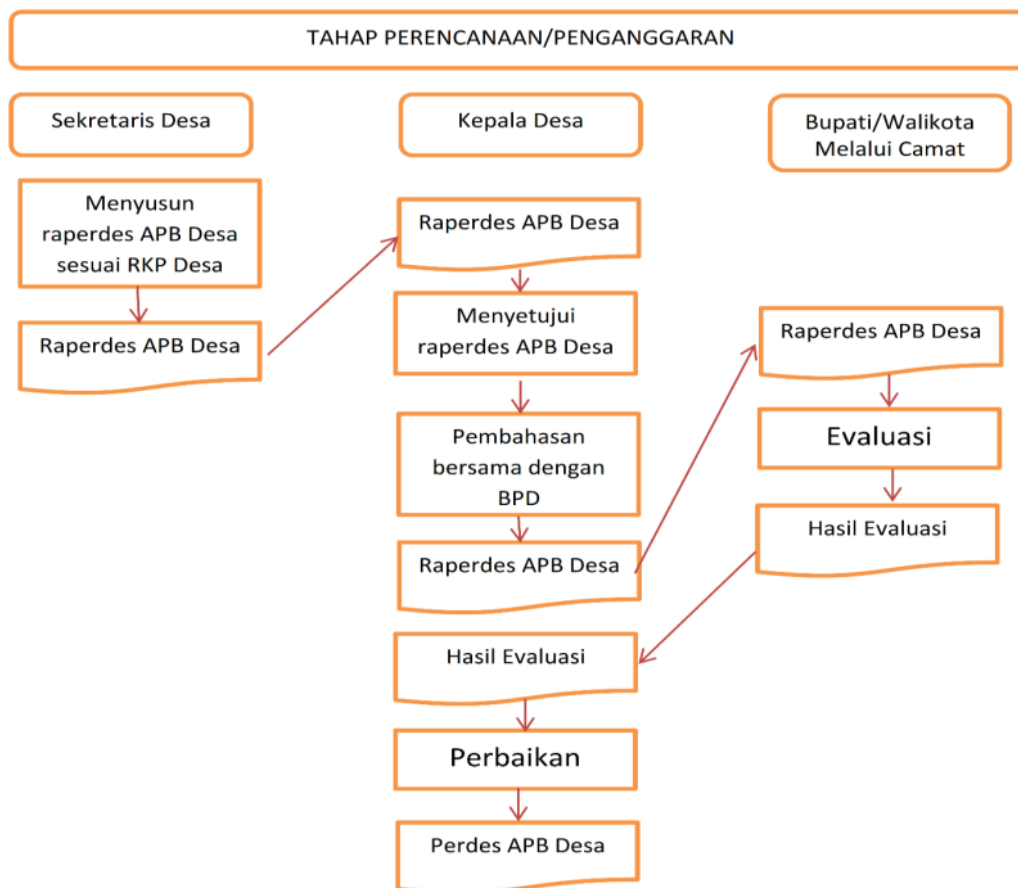 TAHAP PERENCANAAN/PENGANGGARAN
Sekretaris Desa
Kepala Desa
Bupati/Walikota
Melalui Camat
Menyusun
raperdes APB Desa
sesuai RKP Desa
Raperdes APB Desa
Raperdes APB Desa
Menyetujui
raperdes APB Desa
Pembahasan
bersama dengan
BPD
Raperdes APB Desa
Raperdes APB Desa
Evaluasi
Hasil Evaluasi
Hasil Evaluasi
Perbaikan
Perdes APB Desa